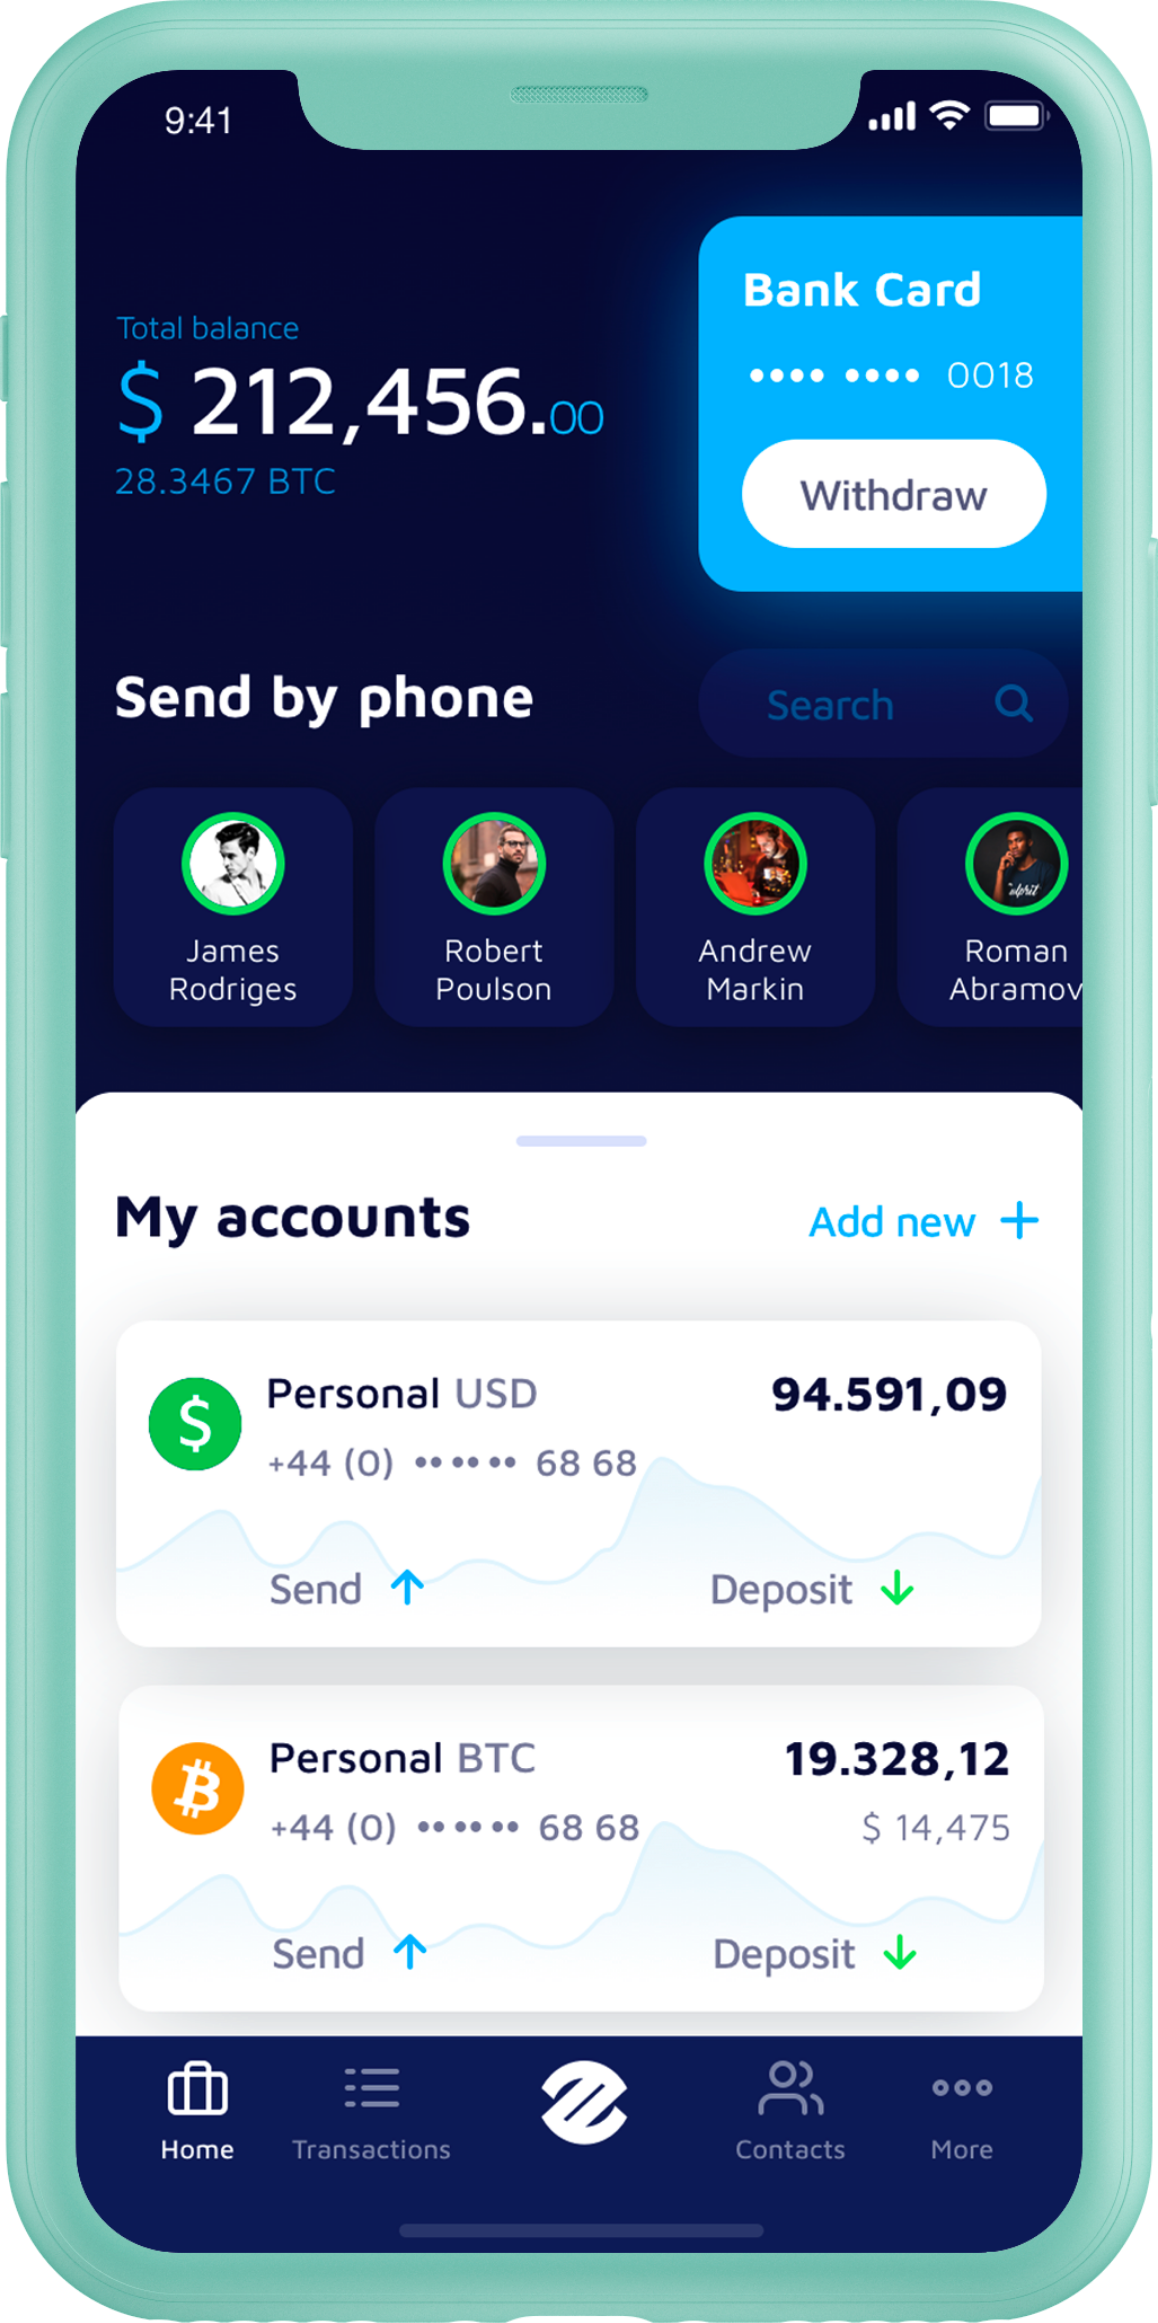 9:41
Bank Card
•••• •••• 0018
Withdraw
Total balance
$ 212,456.00
28.3467 BTC
Send by phone
Search
James
Rodriges
Robert
Poulson
Andrew
Markin
Roman
Abramov
My accounts
Add new +
Personal USD
94.591,09
+44 (0) •• •• •• 68 68
Send
Deposit
Personal BTC
19.328,12
+44 (0) •• •• •• 68 68
$ 14,475
Send
Deposit
Home
Transactions
Contacts
More